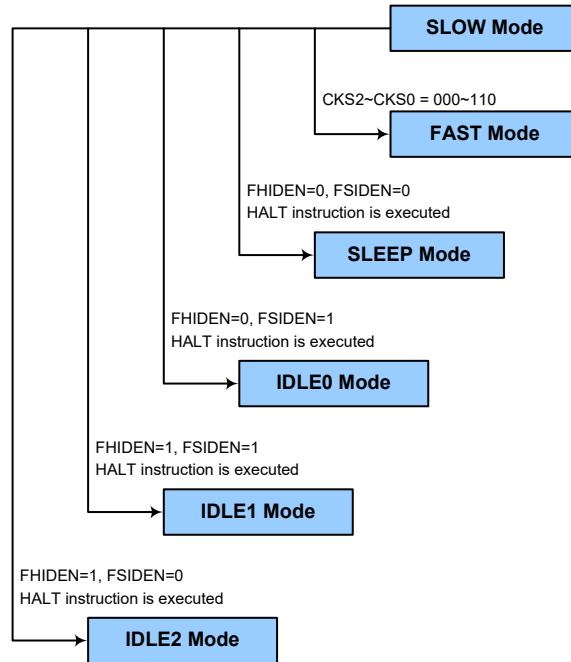 SLOW Mode
CKS2~CKS0 = 000~110
FAST Mode
FHIDEN=0, FSIDEN=0
HALT instruction is executed
SLEEP Mode
FHIDEN=0, FSIDEN=1
HALT instruction is executed
IDLE0 Mode
FHIDEN=1, FSIDEN=1
HALT instruction is executed
IDLE1 Mode
FHIDEN=1, FSIDEN=0
HALT instruction is executed
IDLE2 Mode